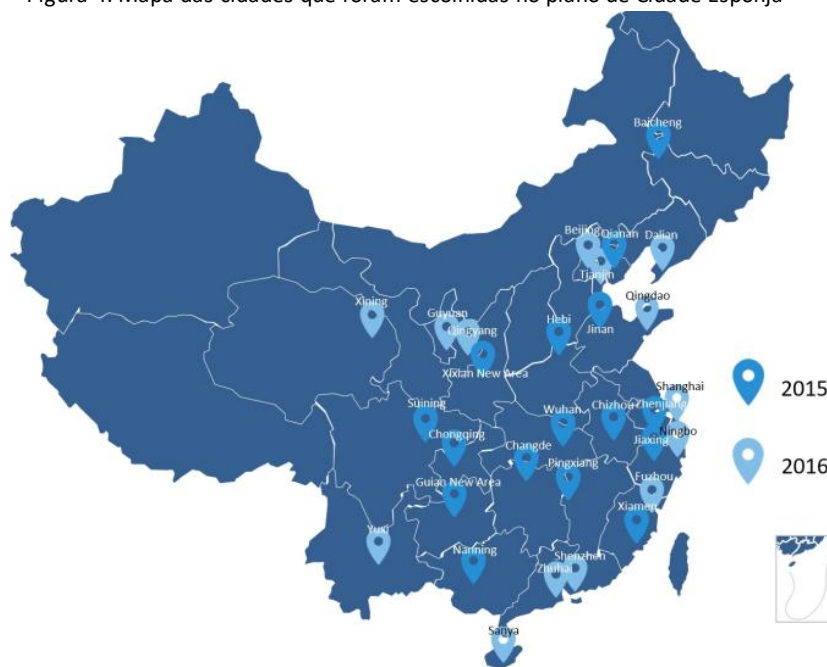 Figura 4. Mapa das cidades que foram escolhidas no plano de Cidade Esponja
Baicheng
Beijing
Qianan
Dalian
Tianjin
Qingdao
Xining
Guyuan
Qingyang
Hebi
Jinan
Xixian New Area
Shanghai
2015
Suining
Wuhan
Chizhou
Zhenjiang
Chongqing
Changde
Jiaxing
Ningbo
2016
Guian New Area
Pingxiang
Fuzhou
Xiamen
Yuxi
Nanning
Shenzhen
Zhuhai
Sanya